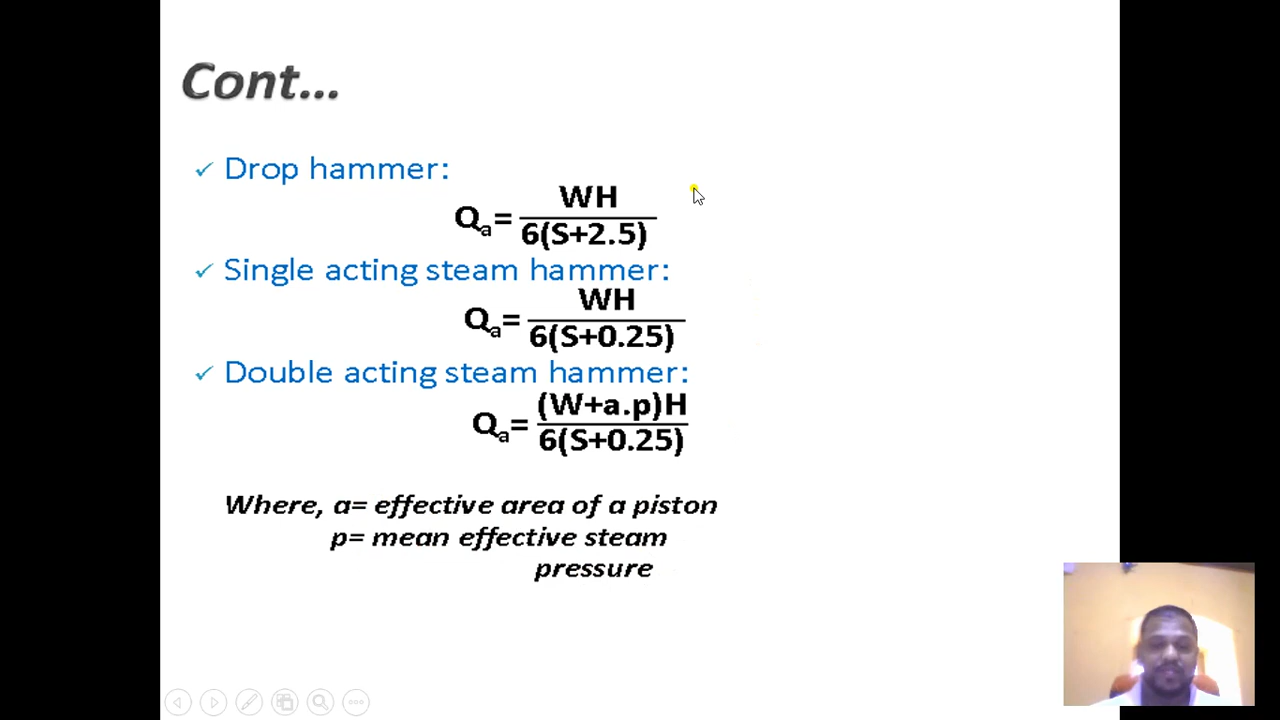 Cont...
✓ Drop hammer:
WH
Qa=
6(S+2.5)
✓ Single acting steam hammer:
WH
Qa=
6(S+0.25)
✓ Double acting steam hammer:
(W+a.p)H
Qa=
6(S+0.25)
Where, a= effective area of a piston
p= mean effective steam
pressure